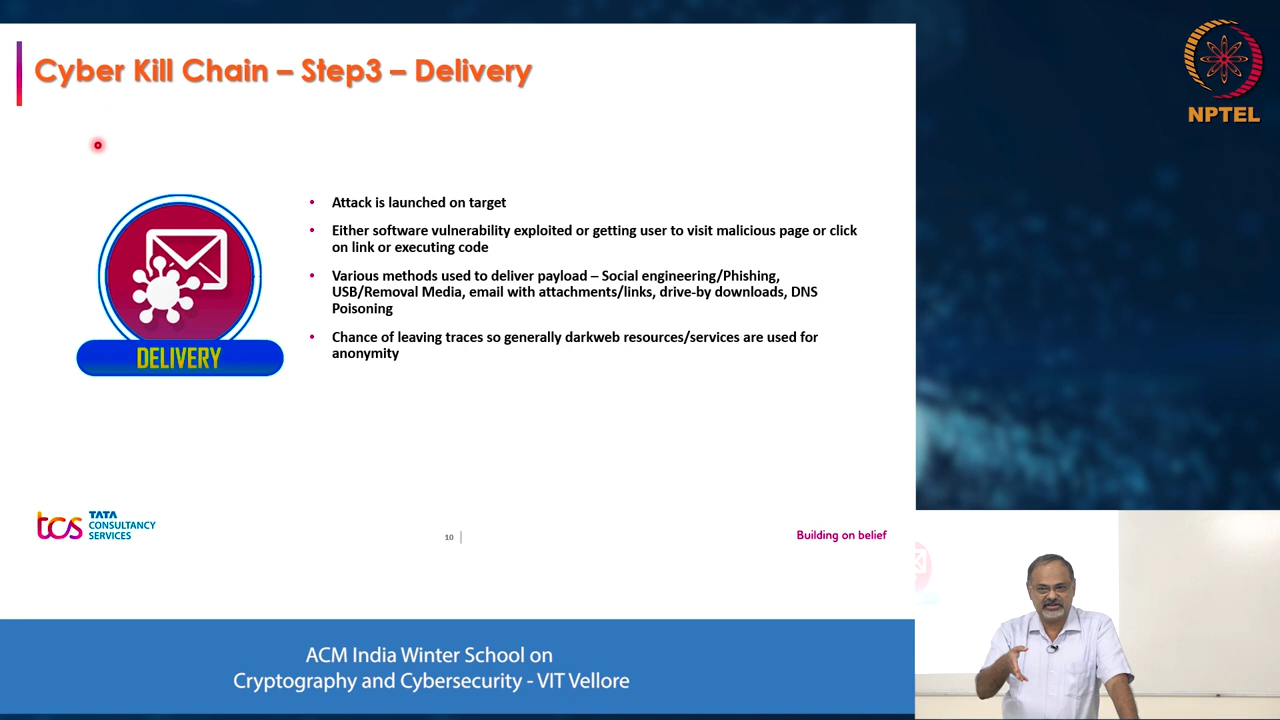 Cyber Kill Chain – Step3 – Delivery
NPTEL
• Attack is launched on target
• Either software vulnerability exploited or getting user to visit malicious page or click
on link or executing code
• Various methods used to deliver payload – Social engineering/Phishing,
USB/Removal Media, email with attachments/links, drive-by downloads, DNS
Poisoning
• Chance of leaving traces so generally darkweb resources/services are used for
anonymity
DELIVERY
tcs TATA
CONSULTANCY
SERVICES
10
Building on belief
ACM India Winter School on
Cryptography and Cybersecurity - VIT Vellore